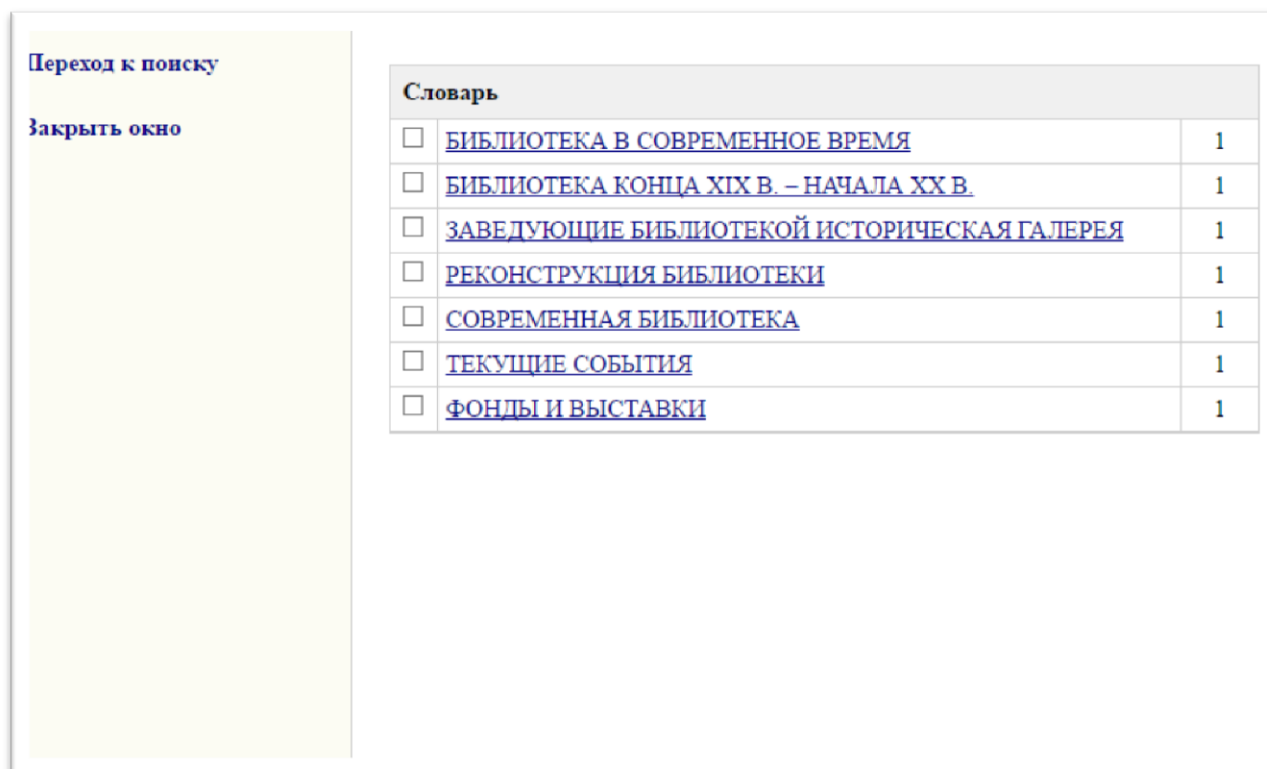 Переход к поиску
Закрыть окно
Словарь
БИБЛИОТЕКА В СОВРЕМЕННОЕ ВРЕМЯ 1
БИБЛИОТЕКА КОНЦА XIX В. – НАЧАЛА XX В. 1
ЗАВЕДУЮЩИЕ БИБЛИОТЕКОЙ ИСТОРИЧЕСКАЯ ГАЛЕРЕЯ 1
РЕКОНСТРУКЦИЯ БИБЛИОТЕКИ 1
СОВРЕМЕННАЯ БИБЛИОТЕКА 1
ТЕКУЩИЕ СОБЫТИЯ 1
ФОНДЫ И ВЫСТАВКИ 1